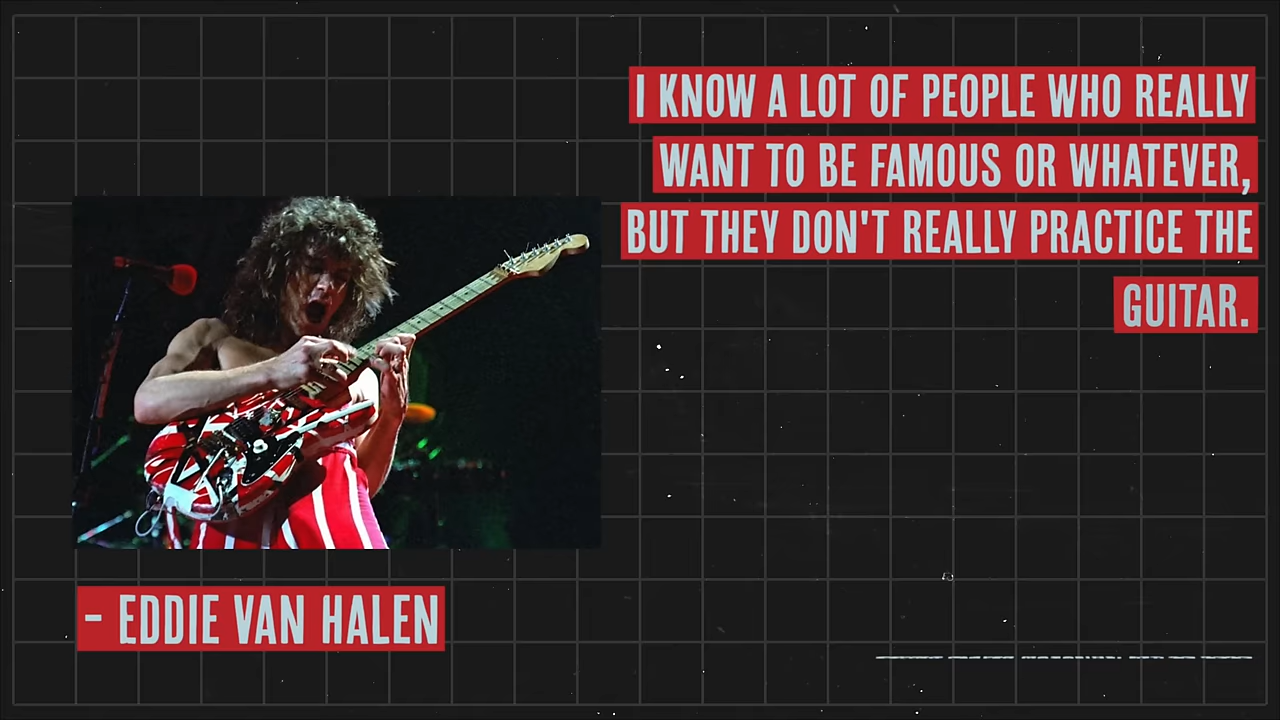 I KNOW A LOT OF PEOPLE WHO REALLY
WANT TO BE FAMOUS OR WHATEVER,
BUT THEY DON'T REALLY PRACTICE THE
GUITAR.
- EDDIE VAN HALEN